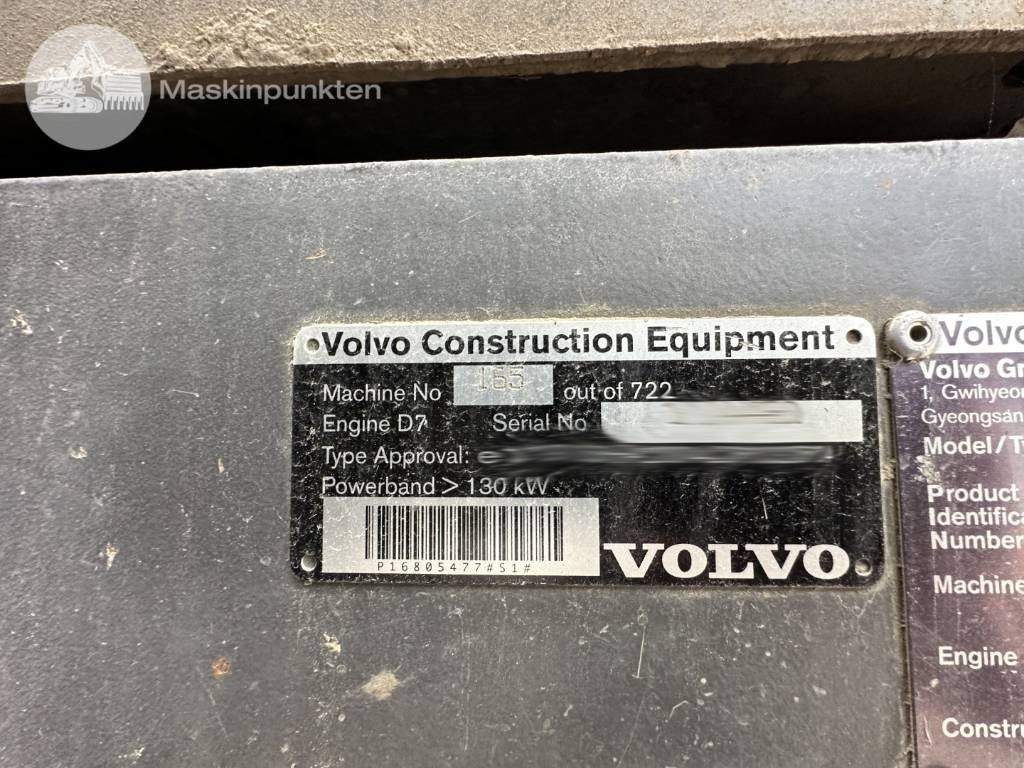 Maskinpunkten
Volvo Construction Equipment
Machine No 165 out of 722
Engine D7 Serial No
Type Approval:
Powerband > 130 kW
P16805477#S1#
VOLVO
Volvo
Volvo Gr
1, Gwihyeon
Gyeongsan
Model/T
Product
Identifica
Number
Machine
Engine
Constru